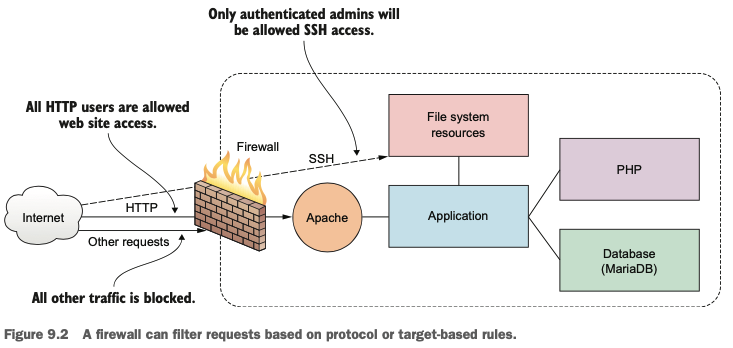 Only authenticated admins will
be allowed SSH access.
All HTTP users are allowed
web site access.
File system
resources
Firewall
SSH
PHP
Internet
HTTP
Apache
Application
Other requests
Database
(MariaDB)
All other traffic is blocked.
Figure 9.2 A firewall can filter requests based on protocol or target-based rules.